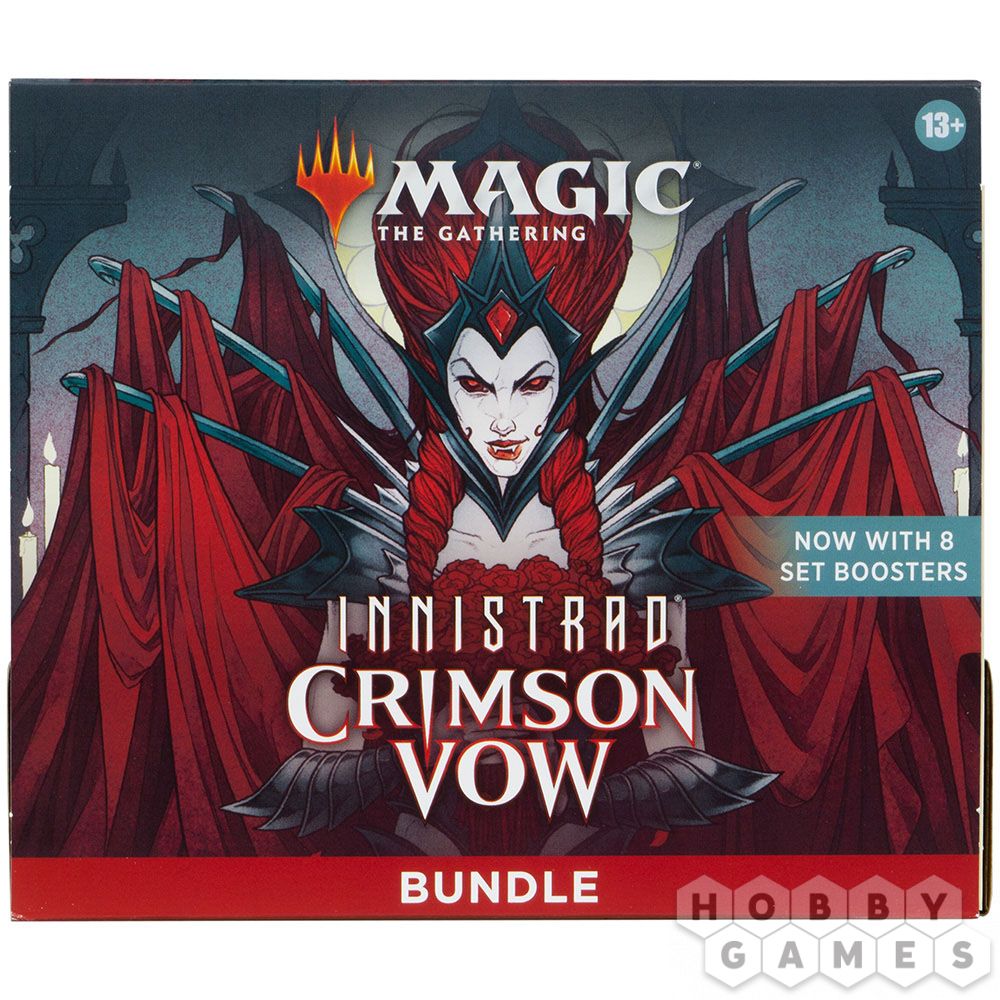 13+
MAGIC®
THE GATHERING
NOW WITH 8
SET BOOSTERS
INNISTRAD®
CRIMSON
VOW
BUNDLE
HOBBY
GAMES